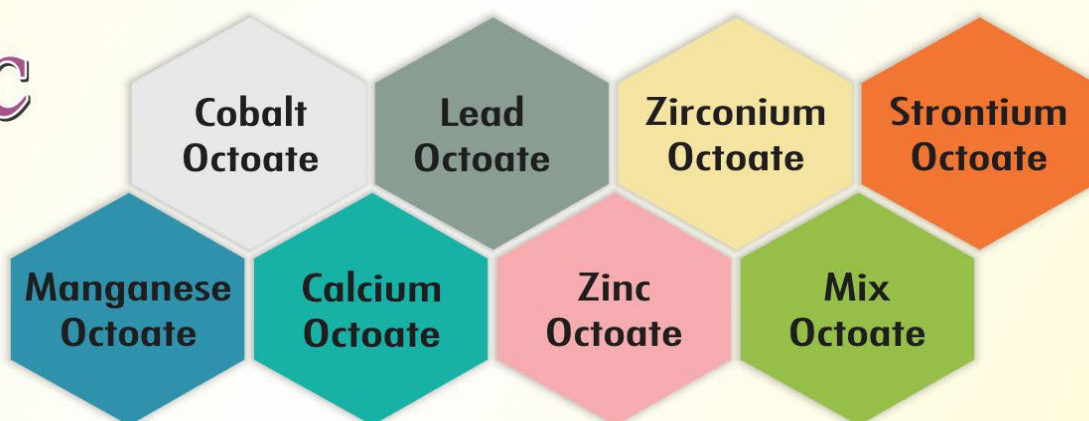 C
Cobalt
Octoate
Lead
Octoate
Zirconium
Octoate
Strontium
Octoate
Manganese
Octoate
Calcium
Octoate
Zinc
Octoate
Mix
Octoate